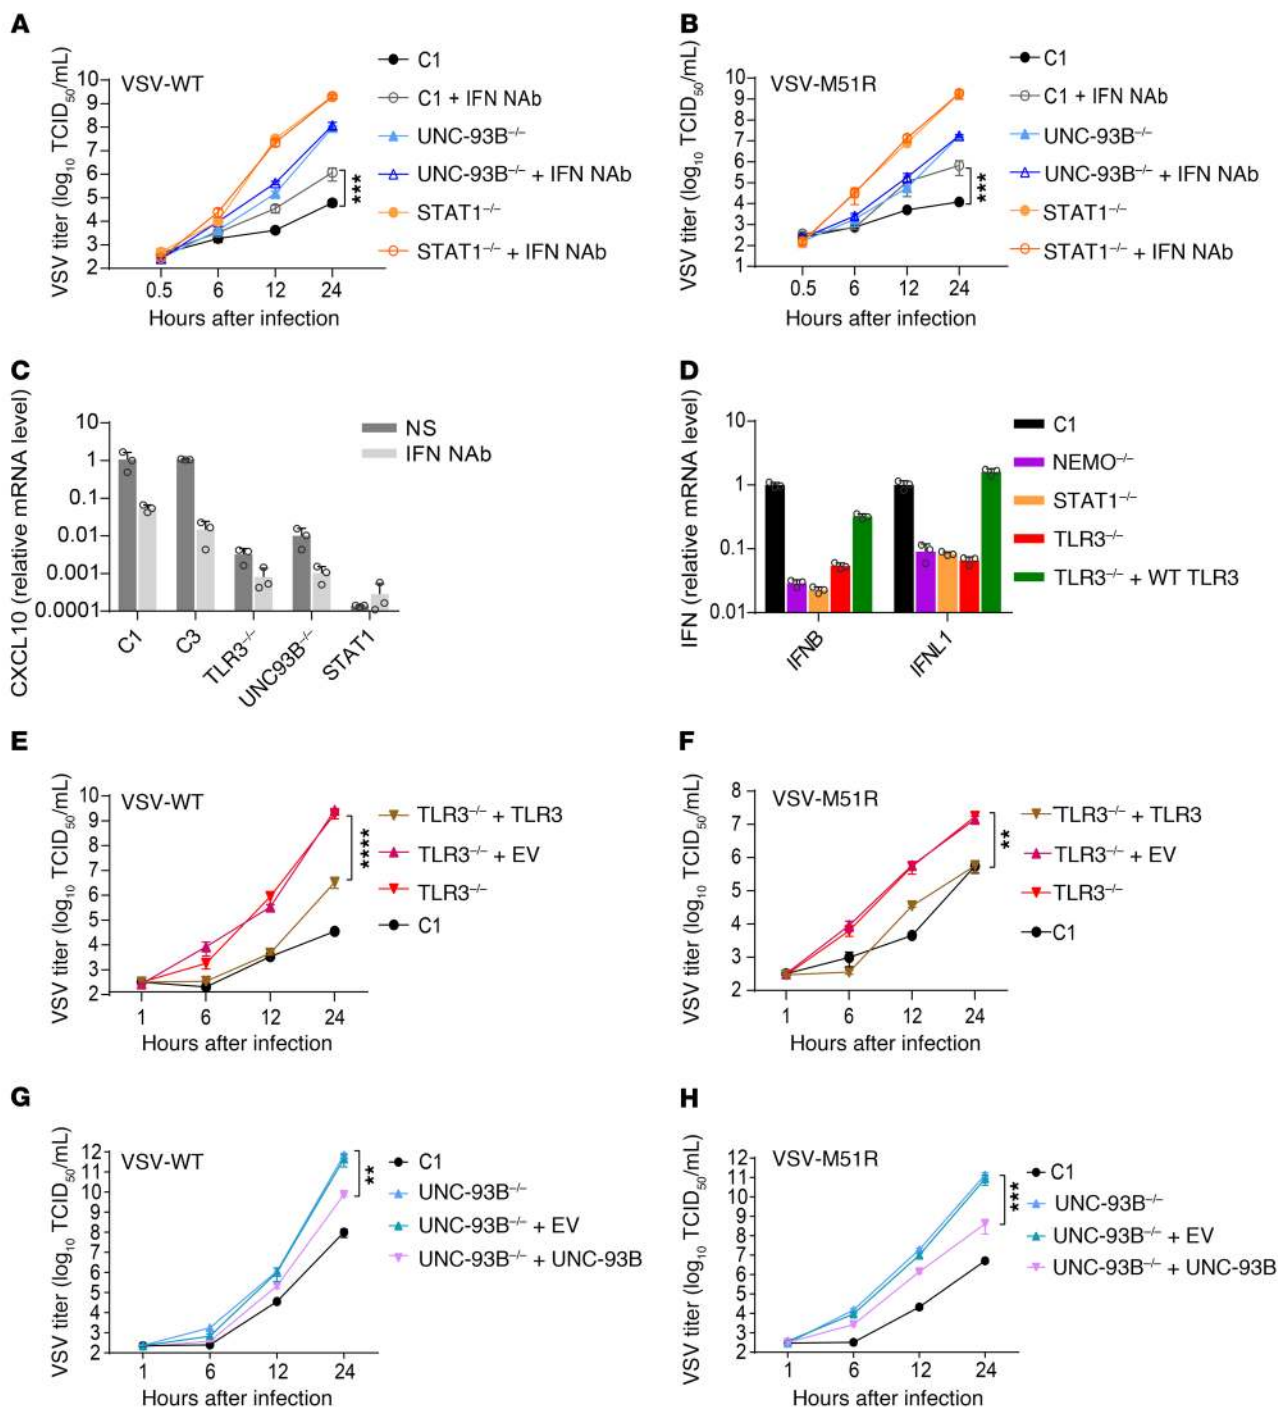 A
VSV-WT
VSV titer (log₁₀ TCID₅₀/mL)
10
9
8
7
6
5
4
3
2
0.5 6 12 24
Hours after infection
***
C1
C1 + IFN NAb
UNC-93B⁻/⁻
UNC-93B⁻/⁻ + IFN NAb
STAT1⁻/⁻
STAT1⁻/⁻ + IFN NAb
B
VSV-M51R
VSV titer (log₁₀ TCID₅₀/mL)
10
9
8
7
6
5
4
3
2
1
0.5 6 12 24
Hours after infection
***
C1
C1 + IFN NAb
UNC-93B⁻/⁻
UNC-93B⁻/⁻ + IFN NAb
STAT1⁻/⁻
STAT1⁻/⁻ + IFN NAb
C
CXCL10 (relative mRNA level)
10
1
0.1
0.01
0.001
0.0001
C1
C3
TLR3⁻/⁻
UNC93B⁻/⁻
STAT1
NS
IFN NAb
D
IFN (relative mRNA level)
10
1
0.1
0.01
IFNB
IFNL1
C1
NEMO⁻/⁻
STAT1⁻/⁻
TLR3⁻/⁻
TLR3⁻/⁻ + WT TLR3
E
VSV-WT
VSV titer (log₁₀ TCID₅₀/mL)
10
9
8
7
6
5
4
3
2
1 6 12 24
Hours after infection
****
TLR3⁻/⁻ + TLR3
TLR3⁻/⁻ + EV
TLR3⁻/⁻
C1
F
VSV-M51R
VSV titer (log₁₀ TCID₅₀/mL)
8
7
6
5
4
3
2
1 6 12 24
Hours after infection
**
TLR3⁻/⁻ + TLR3
TLR3⁻/⁻ + EV
TLR3⁻/⁻
C1
G
VSV-WT
VSV titer (log₁₀ TCID₅₀/mL)
12
11
10
9
8
7
6
5
4
3
2
1 6 12 24
Hours after infection
**
C1
UNC-93B⁻/⁻
UNC-93B⁻/⁻ + EV
UNC-93B⁻/⁻ + UNC-93B
H
VSV-M51R
VSV titer (log₁₀ TCID₅₀/mL)
12
11
10
9
8
7
6
5
4
3
2
1 6 12 24
Hours after infection
***
C1
UNC-93B⁻/⁻
UNC-93B⁻/⁻ + EV
UNC-93B⁻/⁻ + UNC-93B